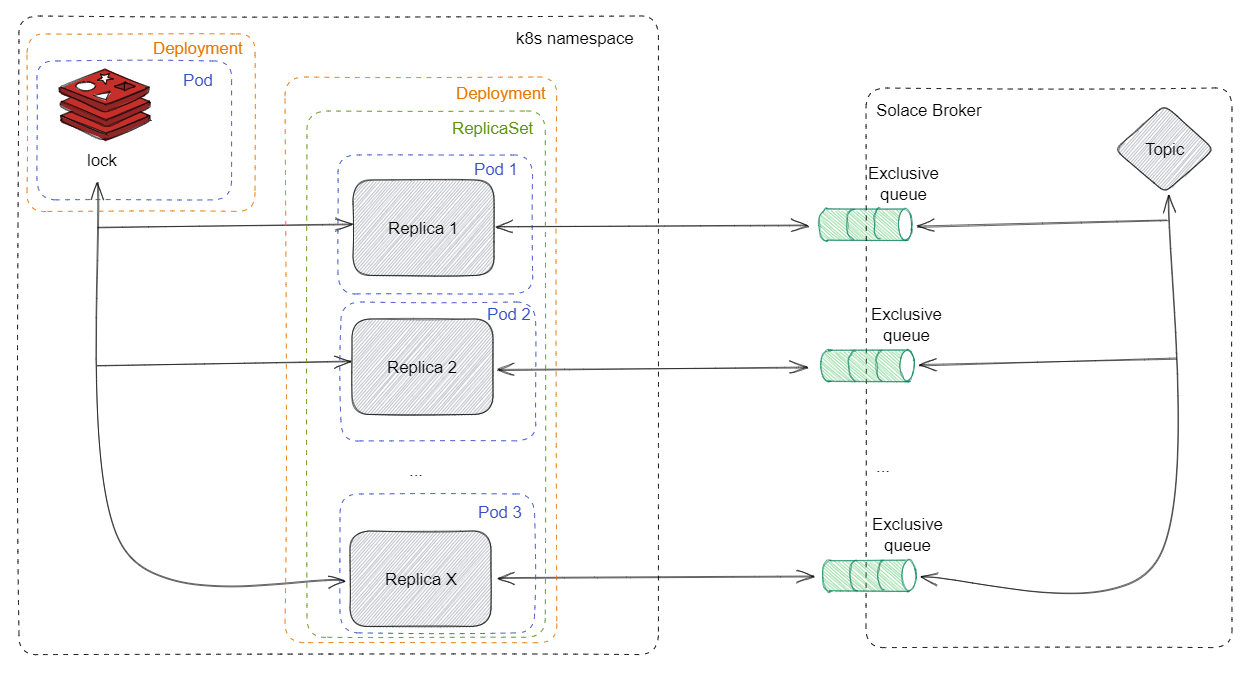 k8s namespace
Deployment
Pod
lock
Deployment
ReplicaSet
Pod 1
Replica 1
Pod 2
Replica 2
...
Pod 3
Replica X
Solace Broker
Topic
Exclusive
queue
Exclusive
queue
...
Exclusive
queue